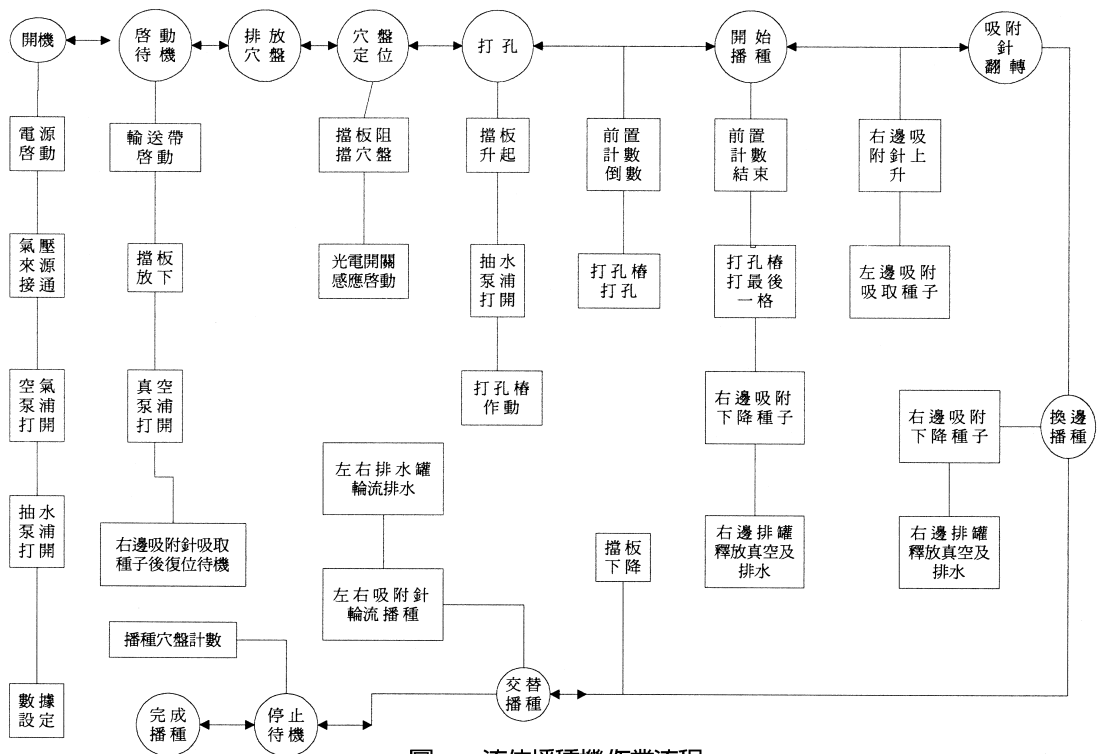 開機
啓動
待機
排放
穴盤
穴盤
定位
打孔
開始
播種
吸附
針
翻轉
電源
啓動
輸送帶
啓動
擋板阻
擋穴盤
擋板
升起
前置
計數
倒數
前置
計數
結束
右邊吸
附針上
升
氣壓
來源
接通
擋板
放下
光電開關
感應啓動
抽水
泵浦
打開
打孔樁
打孔
打孔樁
打最後
一格
左邊吸附
吸取種子
空氣
泵浦
打開
真空
泵浦
打開
打孔樁
作動
右邊吸附
下降種子
右邊吸附
下降種子
換邊
播種
抽水
泵浦
打開
右邊吸附針吸取
種子後復位待機
左右排水罐
輪流排水
擋板
下降
右邊排罐
釋放真空及
排水
右邊排罐
釋放真空及
排水
左右吸附針
輪流播種
播種穴盤計數
數據
設定
完成
播種
停止
待機
交替
播種